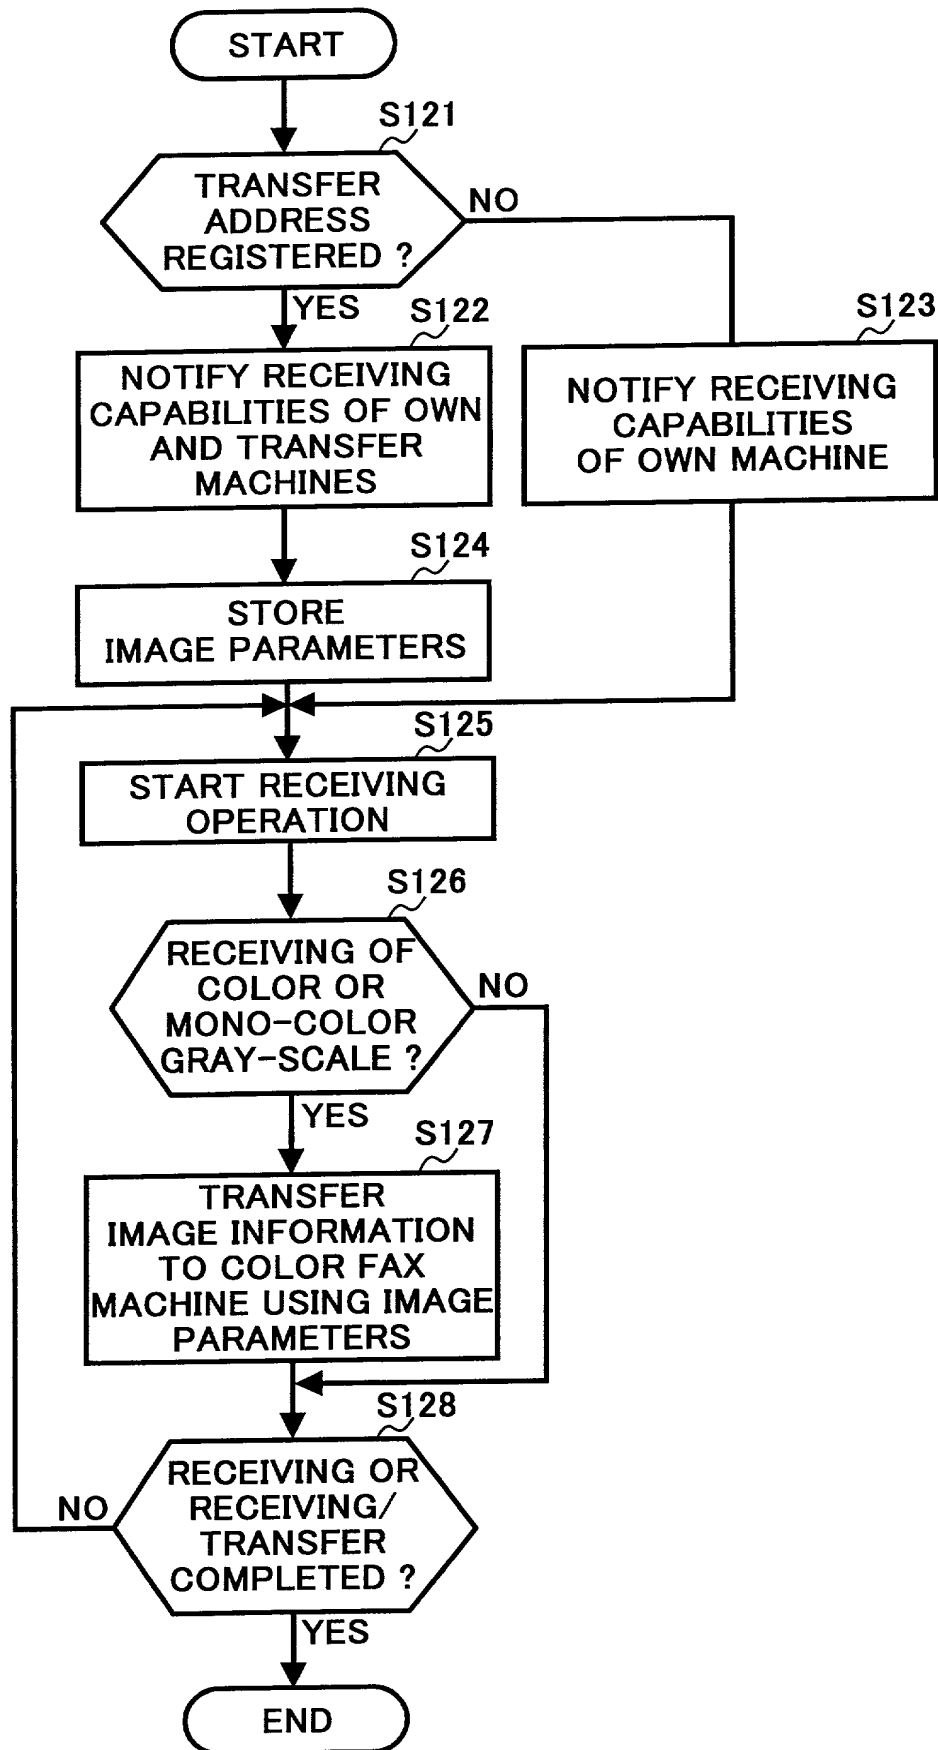 START
S121
TRANSFER
ADDRESS
REGISTERED ?
NO
YES
S122
NOTIFY RECEIVING
CAPABILITIES OF OWN
AND TRANSFER
MACHINES
S123
NOTIFY RECEIVING
CAPABILITIES
OF OWN MACHINE
S124
STORE
IMAGE PARAMETERS
S125
START RECEIVING
OPERATION
S126
RECEIVING OF
COLOR OR
MONO-COLOR
GRAY-SCALE ?
NO
YES
S127
TRANSFER
IMAGE INFORMATION
TO COLOR FAX
MACHINE USING IMAGE
PARAMETERS
S128
RECEIVING OR
RECEIVING/
TRANSFER
COMPLETED ?
NO
YES
END